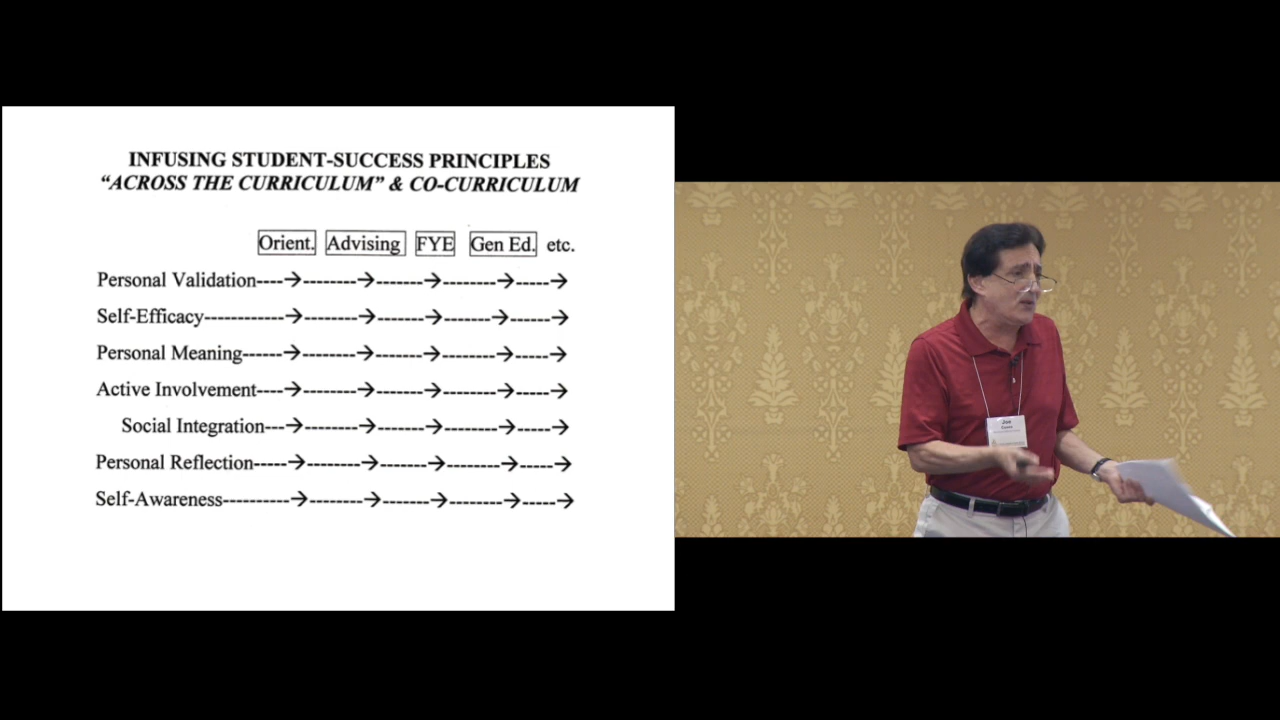 INFUSING STUDENT-SUCCESS PRINCIPLES
“ACROSS THE CURRICULUM” & CO-CURRICULUM
Orient. Advising FYE Gen Ed. etc.
Personal Validation----→--------→-------→--------→-----→
Self-Efficacy------------→--------→-------→-------→------→
Personal Meaning------→--------→-------→--------→-----→
Active Involvement----→--------→-------→--------→-----→
Social Integration---→--------→-------→--------→-----→
Personal Reflection-----→--------→-------→--------→-----→
Self-Awareness----------→--------→-------→--------→-----→
Joe